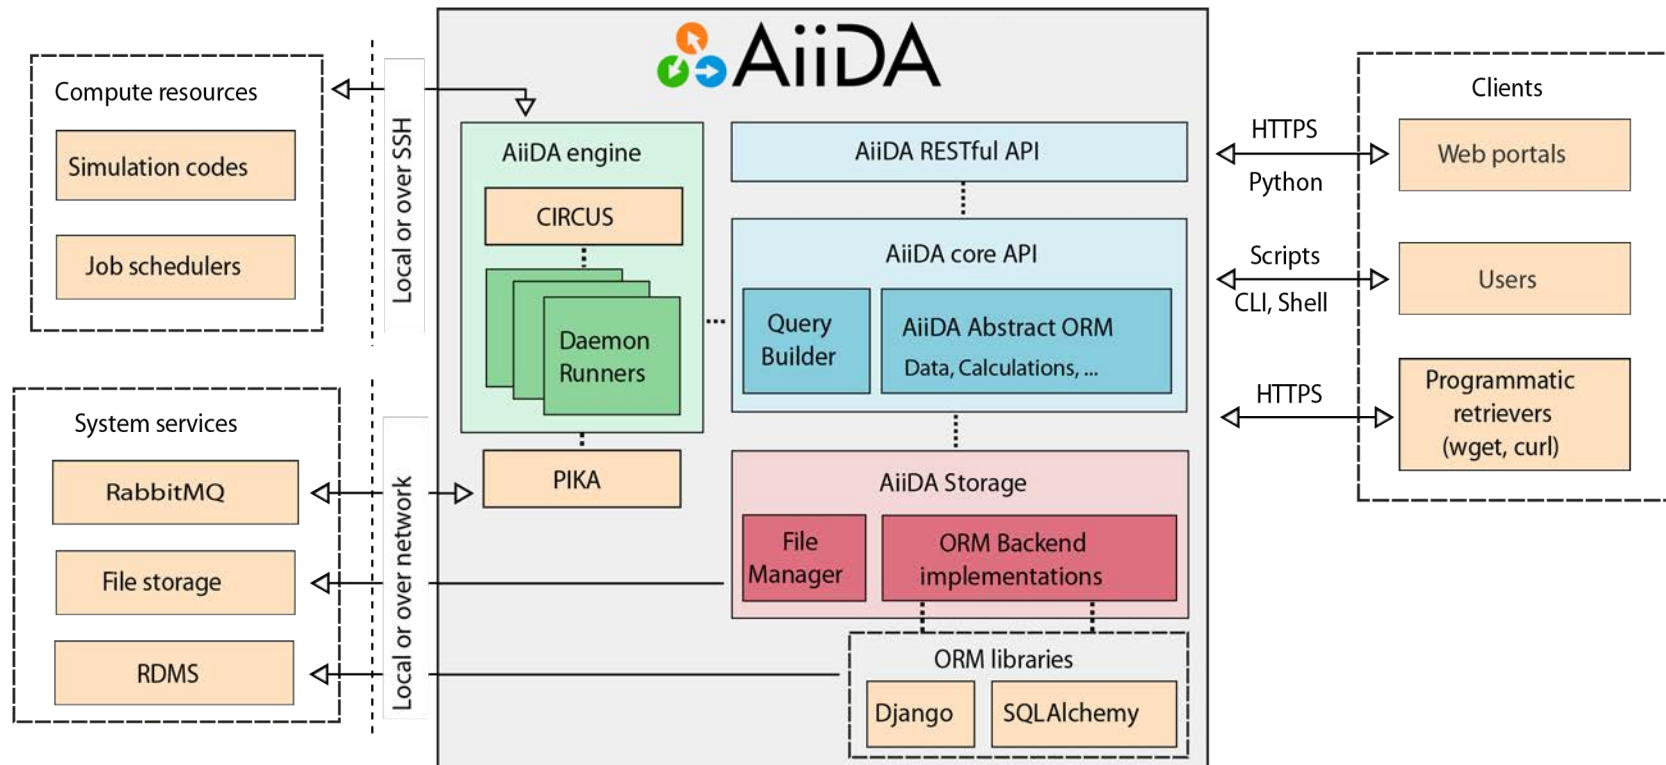 AiiDA
Compute resources
Simulation codes
Job schedulers
Local or over SSH
System services
RabbitMQ
File storage
RDMS
Local or over network
AiiDA engine
CIRCUS
Daemon
Runners
PIKA
AiiDA RESTful API
AiiDA core API
Query
Builder
AiiDA Abstract ORM
Data, Calculations, ...
AiiDA Storage
File
Manager
ORM Backend
implementations
ORM libraries
Django
SQLAlchemy
HTTPS
Python
Scripts
CLI, Shell
HTTPS
Clients
Web portals
Users
Programmatic
retrievers
(wget, curl)